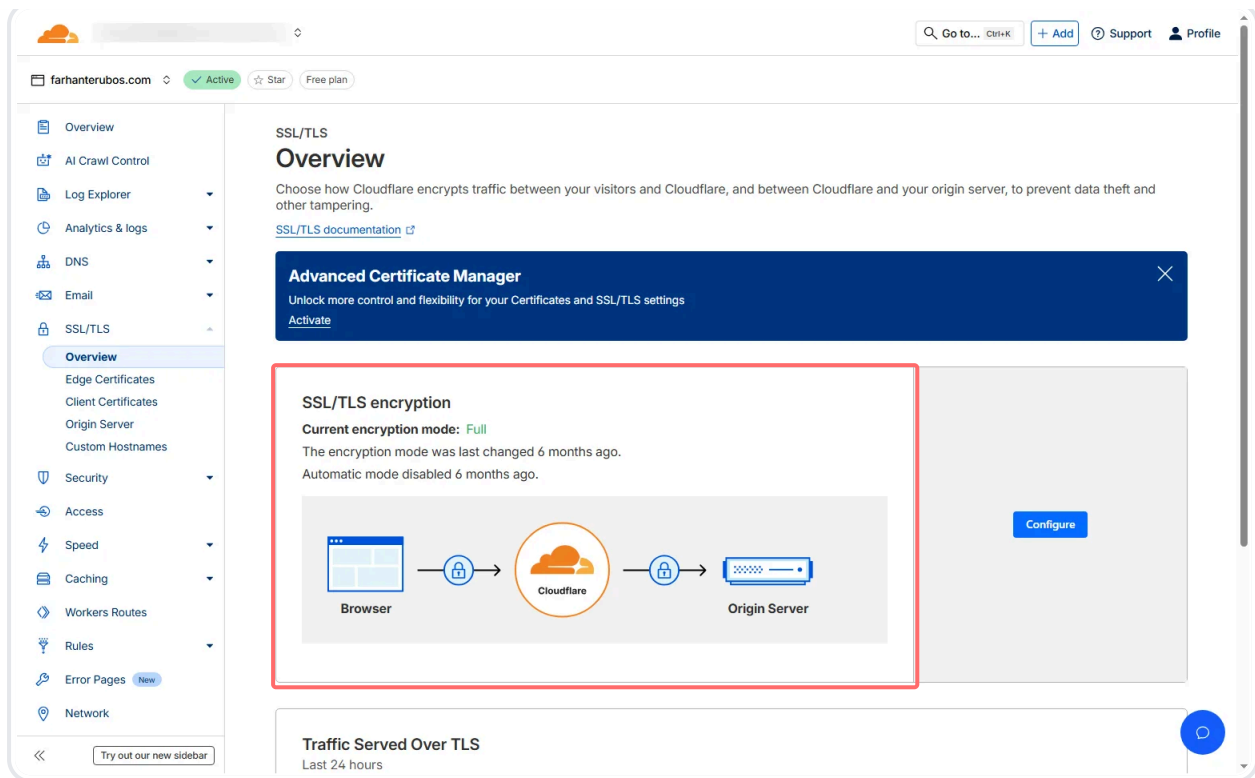 Go to... Ctrl+K
+ Add
Support
Profile
farhanterubos.com
Active
Star
Free plan
Overview
AI Crawl Control
Log Explorer
Analytics & logs
DNS
Email
SSL/TLS
Overview
Edge Certificates
Client Certificates
Origin Server
Custom Hostnames
Security
Access
Speed
Caching
Workers Routes
Rules
Error Pages New
Network
Try out our new sidebar
SSL/TLS
Overview
Choose how Cloudflare encrypts traffic between your visitors and Cloudflare, and between Cloudflare and your origin server, to prevent data theft and
other tampering.
SSL/TLS documentation
Advanced Certificate Manager
Unlock more control and flexibility for your Certificates and SSL/TLS settings
Activate
SSL/TLS encryption
Current encryption mode: Full
The encryption mode was last changed 6 months ago.
Automatic mode disabled 6 months ago.
Browser
Cloudflare
Origin Server
Configure
Traffic Served Over TLS
Last 24 hours